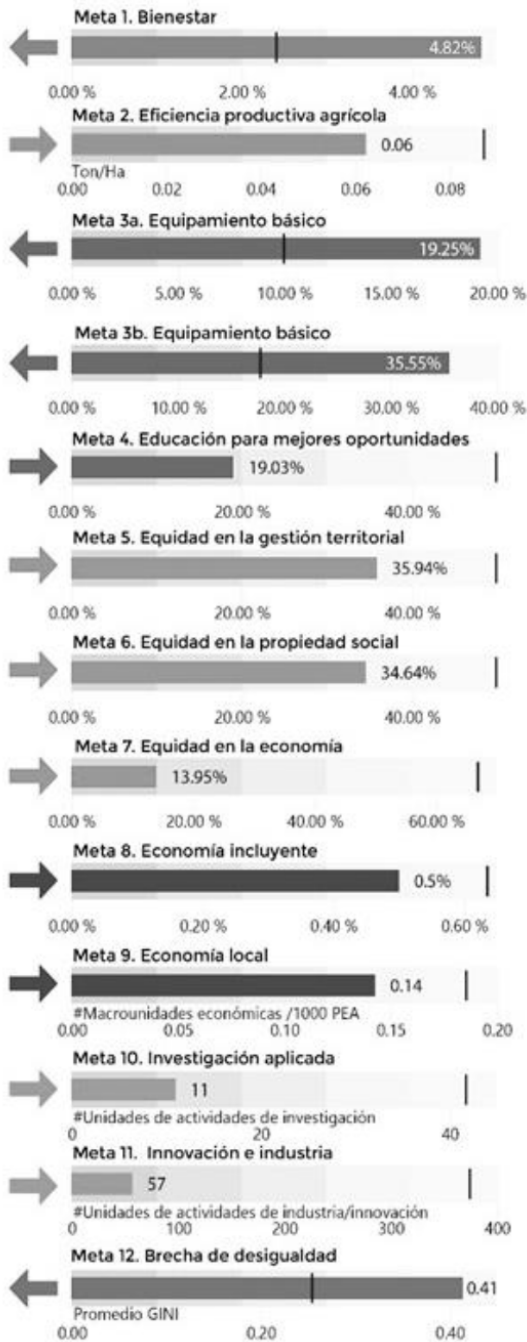 Meta 1. Bienestar
4.82%
0.00 % 2.00 % 4.00 %
Meta 2. Eficiencia productiva agrícola
0.06
Ton/Ha
0.00 0.02 0.04 0.06 0.08
Meta 3a. Equipamiento básico
19.25%
0.00 % 5.00 % 10.00 % 15.00 % 20.00 %
Meta 3b. Equipamiento básico
35.55%
0.00 % 10.00 % 20.00 % 30.00 % 40.00 %
Meta 4. Educación para mejores oportunidades
19.03%
0.00 % 20.00 % 40.00 %
Meta 5. Equidad en la gestión territorial
35.94%
0.00 % 20.00 % 40.00 %
Meta 6. Equidad en la propiedad social
34.64%
0.00 % 20.00 % 40.00 %
Meta 7. Equidad en la economía
13.95%
0.00 % 20.00 % 40.00 % 60.00 %
Meta 8. Economía incluyente
0.5%
0.00 % 0.20 % 0.40 % 0.60 %
Meta 9. Economía local
0.14
#Macrounidades económicas /1000 PEA
0.00 0.05 0.10 0.15 0.20
Meta 10. Investigación aplicada
11
#Unidades de actividades de investigación
0 20 40
Meta 11. Innovación e industria
57
#Unidades de actividades de industria/innovación
0 100 200 300 400
Meta 12. Brecha de desigualdad
0.41
Promedio GINI
0.00 0.20 0.40